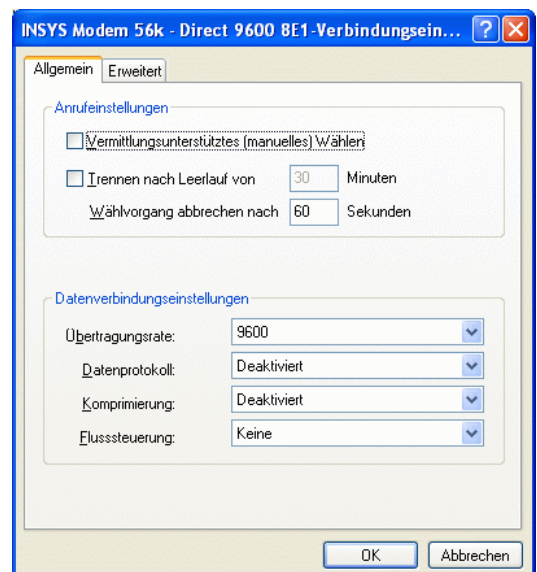 INSYS Modem 56k - Direct 9600 8E1-Verbindungsein...
Allgemein Erweitert
Anrufeinstellungen
Vermittlungsunterstütztes (manuelles) Wählen
Trennen nach Leerlauf von 30 Minuten
Wählvorgang abbrechen nach 60 Sekunden
Datenverbindungseinstellungen
Übertragungsrate: 9600
Datenprotokoll: Deaktiviert
Komprimierung: Deaktiviert
Flusssteuerung: Keine
OK Abbrechen